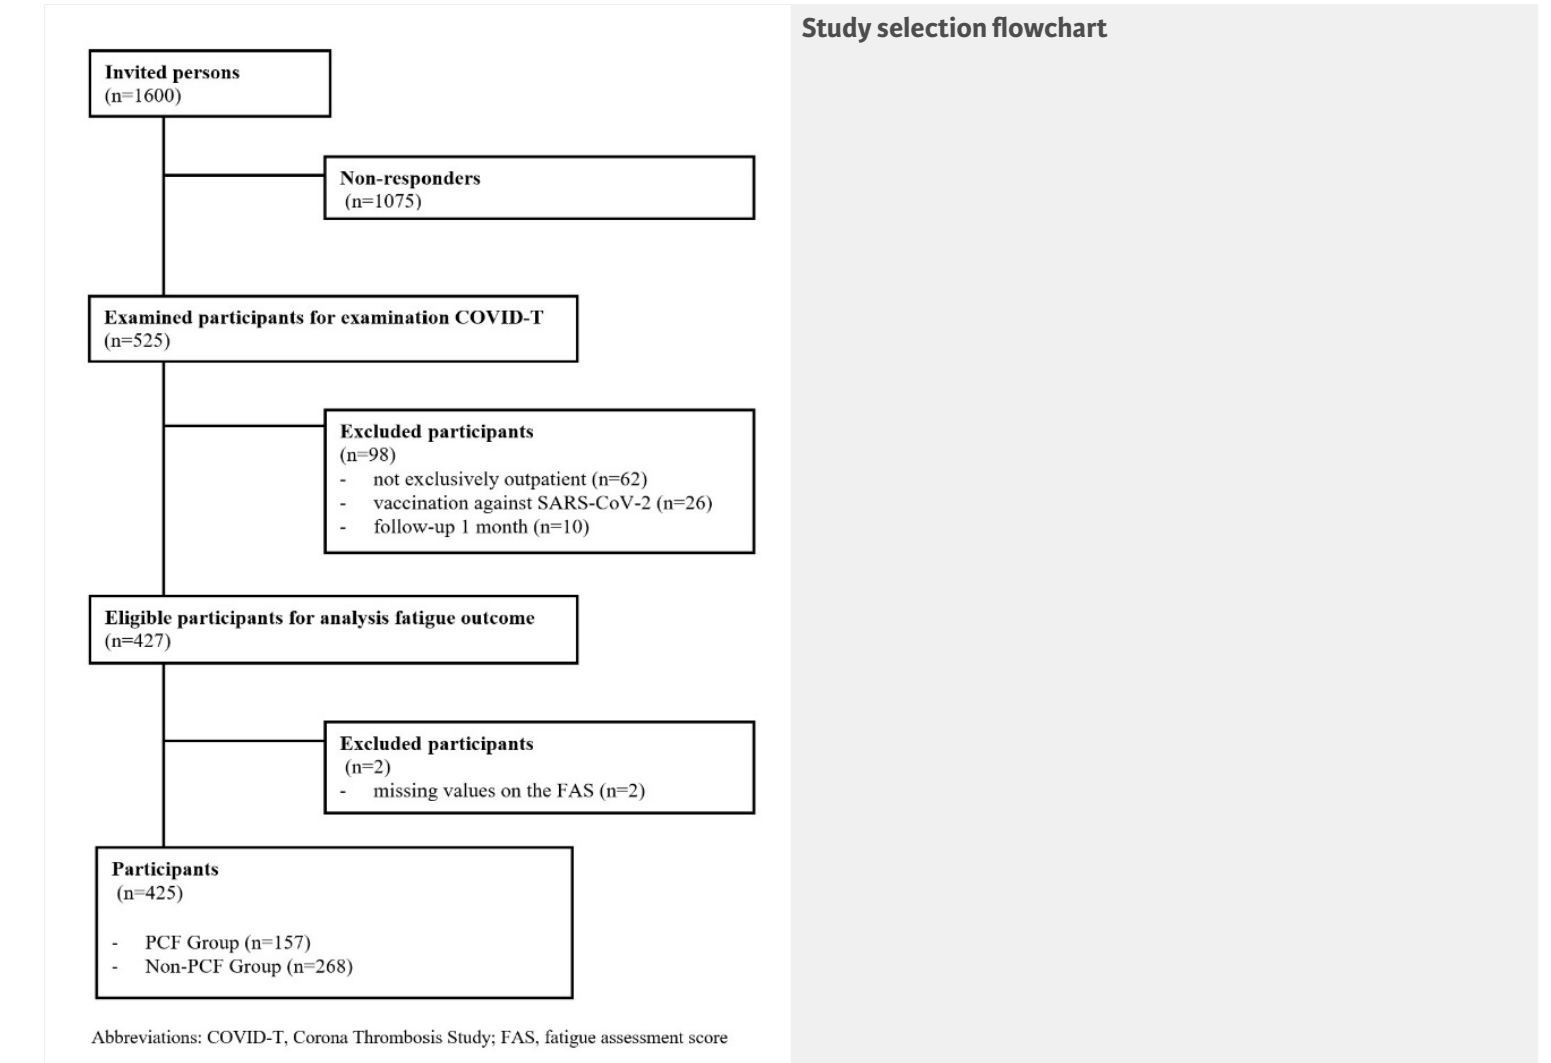 Study selection flowchart
Invited persons
(n=1600)
Non-responders
(n=1075)
Examined participants for examination COVID-T
(n=525)
Excluded participants
(n=98)
- not exclusively outpatient (n=62)
- vaccination against SARS-CoV-2 (n=26)
- follow-up 1 month (n=10)
Eligible participants for analysis fatigue outcome
(n=427)
Excluded participants
(n=2)
- missing values on the FAS (n=2)
Participants
(n=425)
- PCF Group (n=157)
- Non-PCF Group (n=268)
Abbreviations: COVID-T, Corona Thrombosis Study; FAS, fatigue assessment score